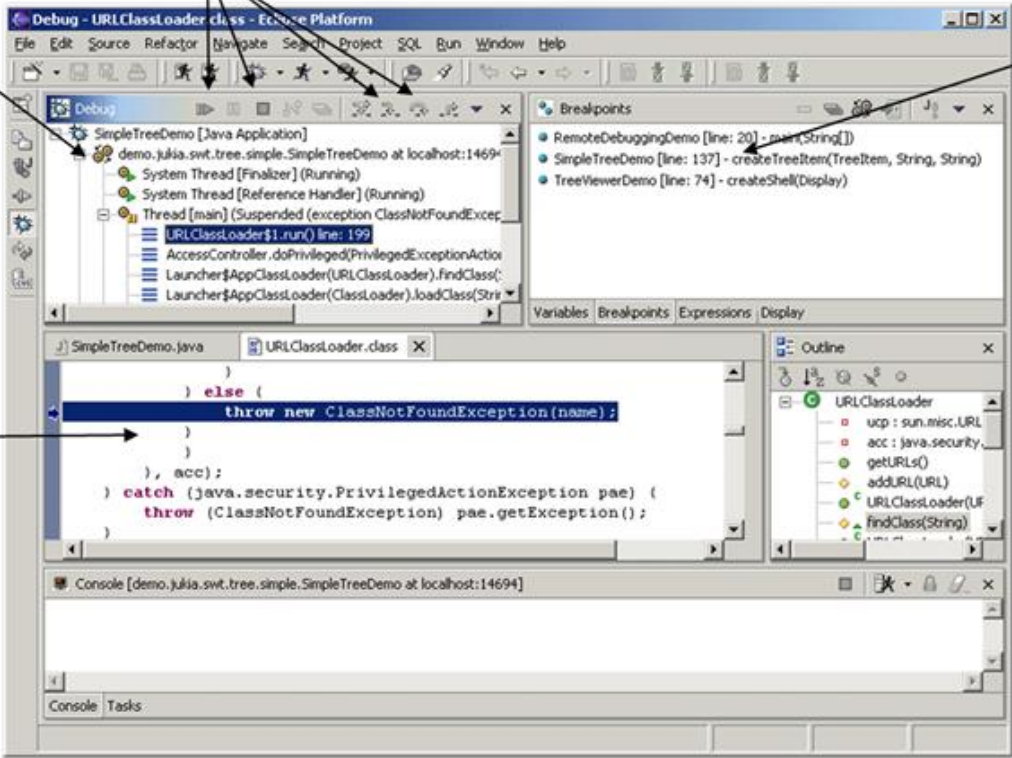 Debug - URLClassLoader.class - Eclipse Platform
File Edit Source Refactor Navigate Search Project SQL Run Window Help
Debug
SimpleTreeDemo [Java Application]
demo.jukia.swt.tree.simple.SimpleTreeDemo at localhost:14694
System Thread [Finalizer] (Running)
System Thread [Reference Handler] (Running)
Thread [main] (Suspended (exception ClassNotFoundExcep
URLClassLoader$1.run() line: 199
AccessController.doPrivileged(PrivilegedExceptionAction
Launcher$AppClassLoader(URLClassLoader).findClass(
Launcher$AppClassLoader(ClassLoader).loadClass(Strin
Breakpoints
RemoteDebuggingDemo [line: 20] - main(String[])
SimpleTreeDemo [line: 137] - createTreeItem(TreeItem, String, String)
TreeViewerDemo [line: 74] - createShell(Display)
Variables Breakpoints Expressions Display
SimpleTreeDemo.java URLClassLoader.class
}
} else {
throw new ClassNotFoundException(name);
}
}
}, acc);
} catch (java.security.PrivilegedActionException pae) {
throw (ClassNotFoundException) pae.getException();
}
Outline
URLClassLoader
ucp : sun.misc.URL
acc : java.security.
getURLs()
addURL(URL)
URLClassLoader(UR
findClass(String)
Console [demo.jukia.swt.tree.simple.SimpleTreeDemo at localhost:14694]
Console Tasks